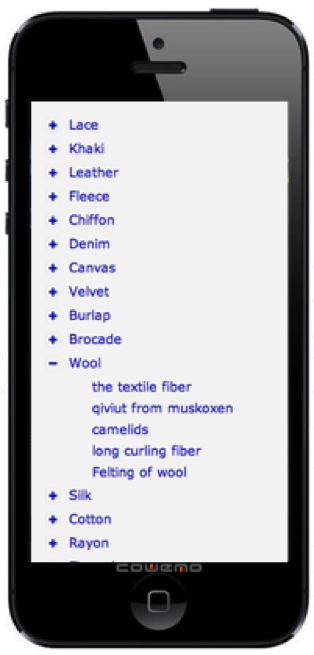 + Lace
+ Khaki
+ Leather
+ Fleece
+ Chiffon
+ Denim
+ Canvas
+ Velvet
+ Burlap
+ Brocade
− Wool
the textile fiber
qiviut from muskoxen
camelids
long curling fiber
Felting of wool
+ Silk
+ Cotton
+ Rayon
cowemo